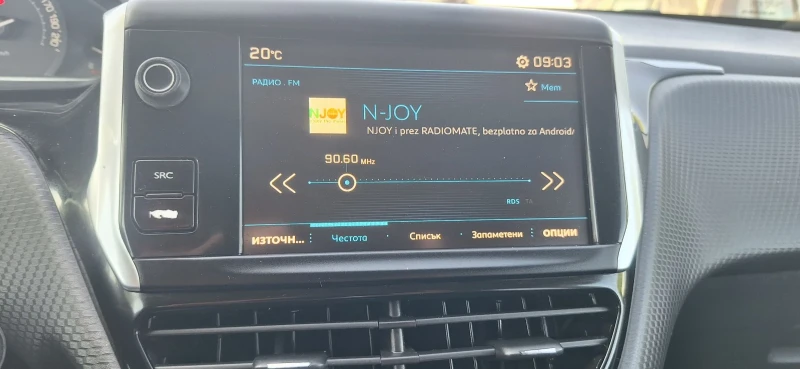 20°C
09:03
РАДИО . FM
Mem
NJOY
N-JOY
NJOY i prez RADIOMATE, bezplatno za Android/
90.60 MHz
SRC
RDS TA
ИЗТОЧН...
Честота
Списък
Запаметени
ОПЦИИ